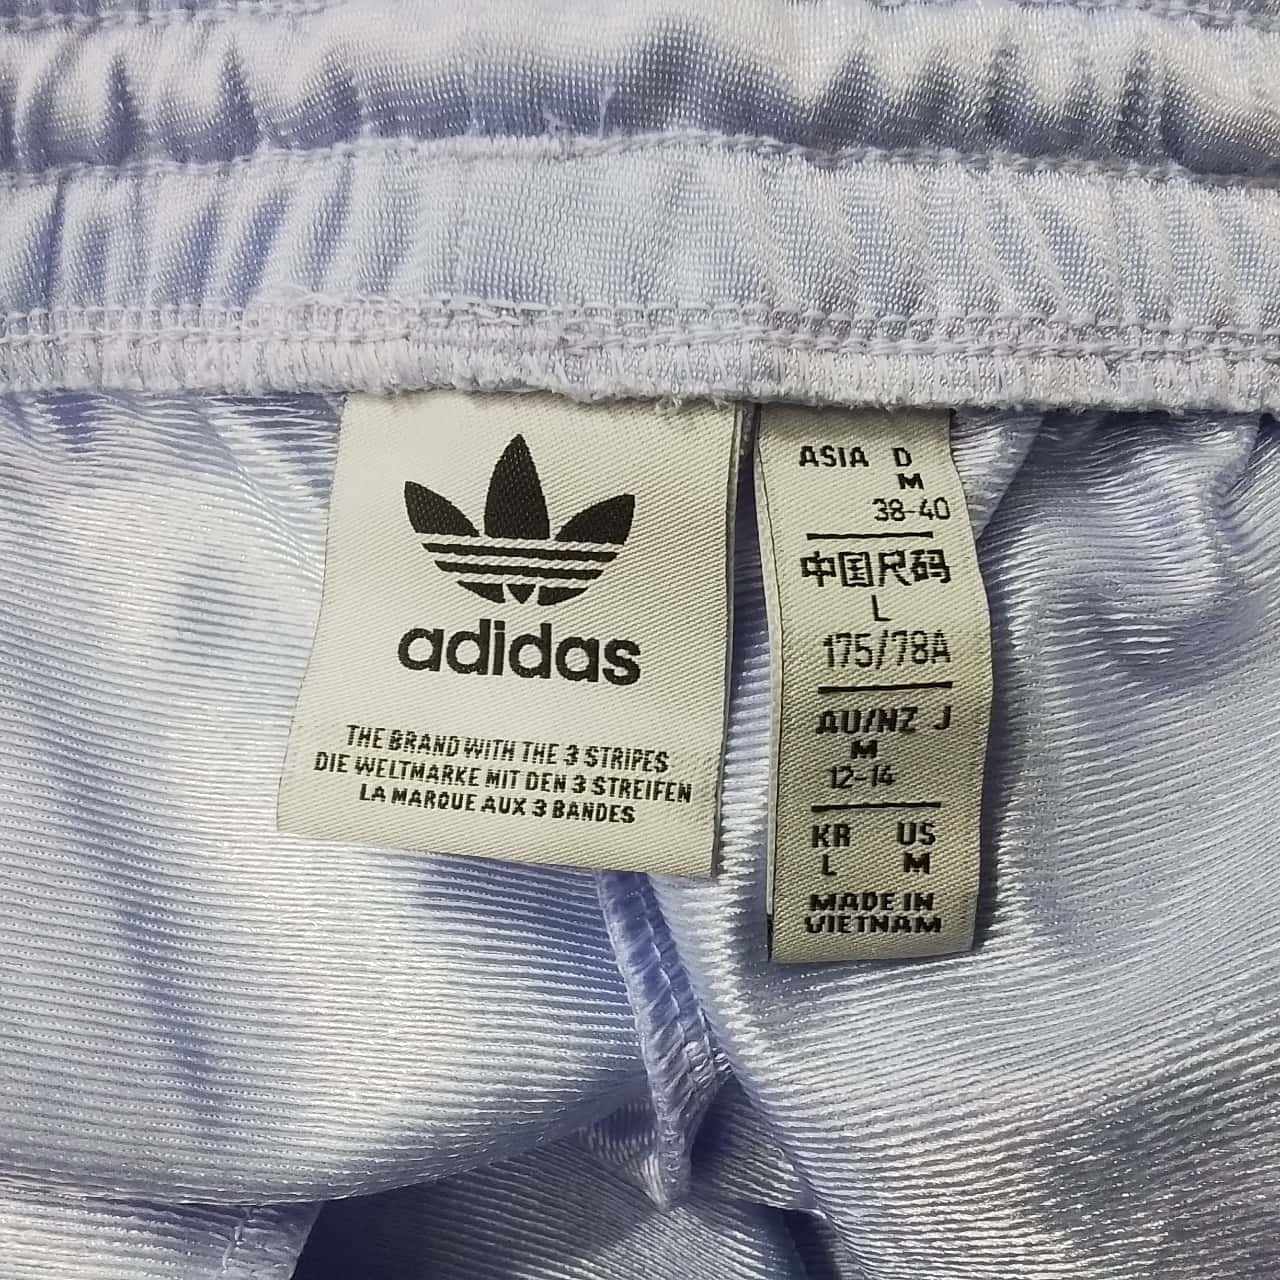 adidas
THE BRAND WITH THE 3 STRIPES
DIE WELTMARKE MIT DEN 3 STREIFEN
LA MARQUE AUX 3 BANDES
ASIA D
M
38-40
中国尺码
L
175/78A
AU/NZ J
M
12-14
KR US
L M
MADE IN
VIETNAM